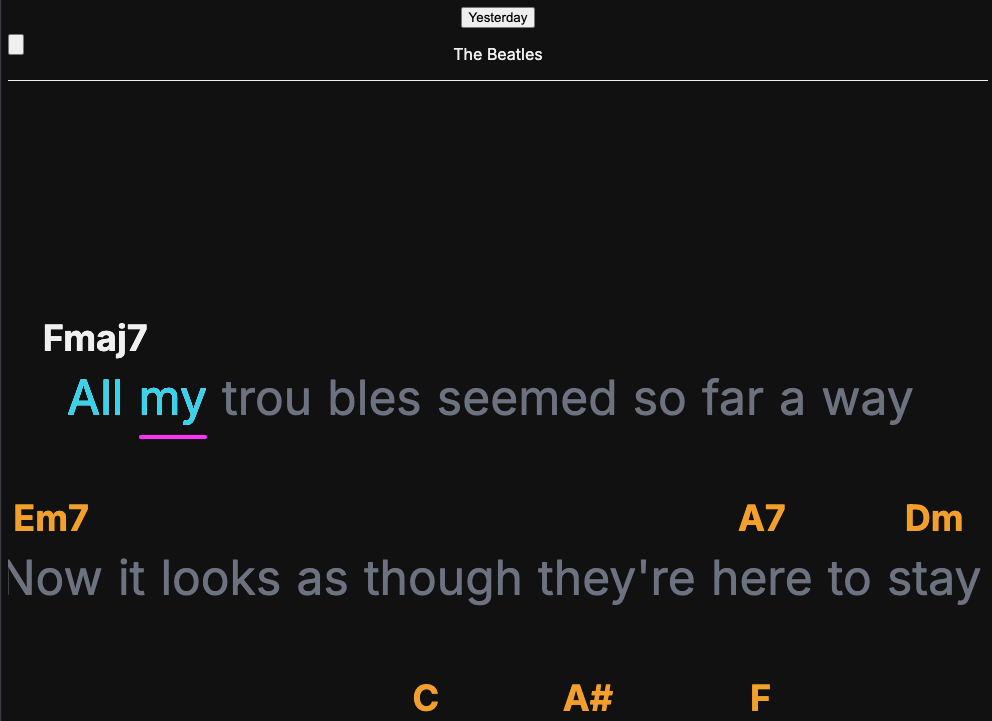 Yesterday
The Beatles
Fmaj7
All my trou bles seemed so far a way
Em7 A7 Dm
Now it looks as though they're here to stay
C A# F